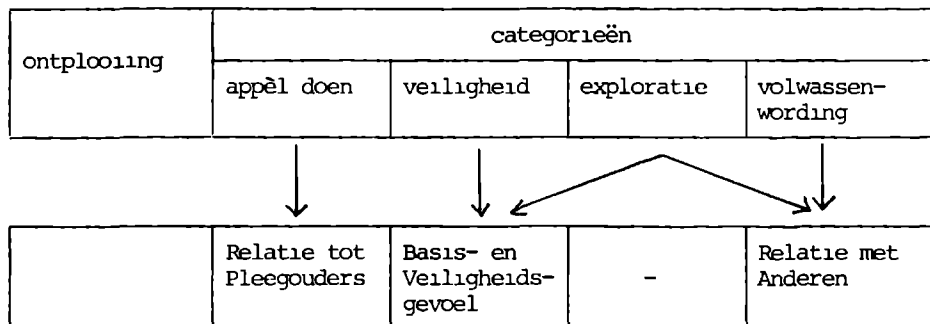 categorieën
ontplooiing
appèl doen
veiligheid
exploratie
volwassen-
wording
Relatie tot
Pleegouders
Basis- en
Veiligheids-
gevoel
-
Relatie met
Anderen